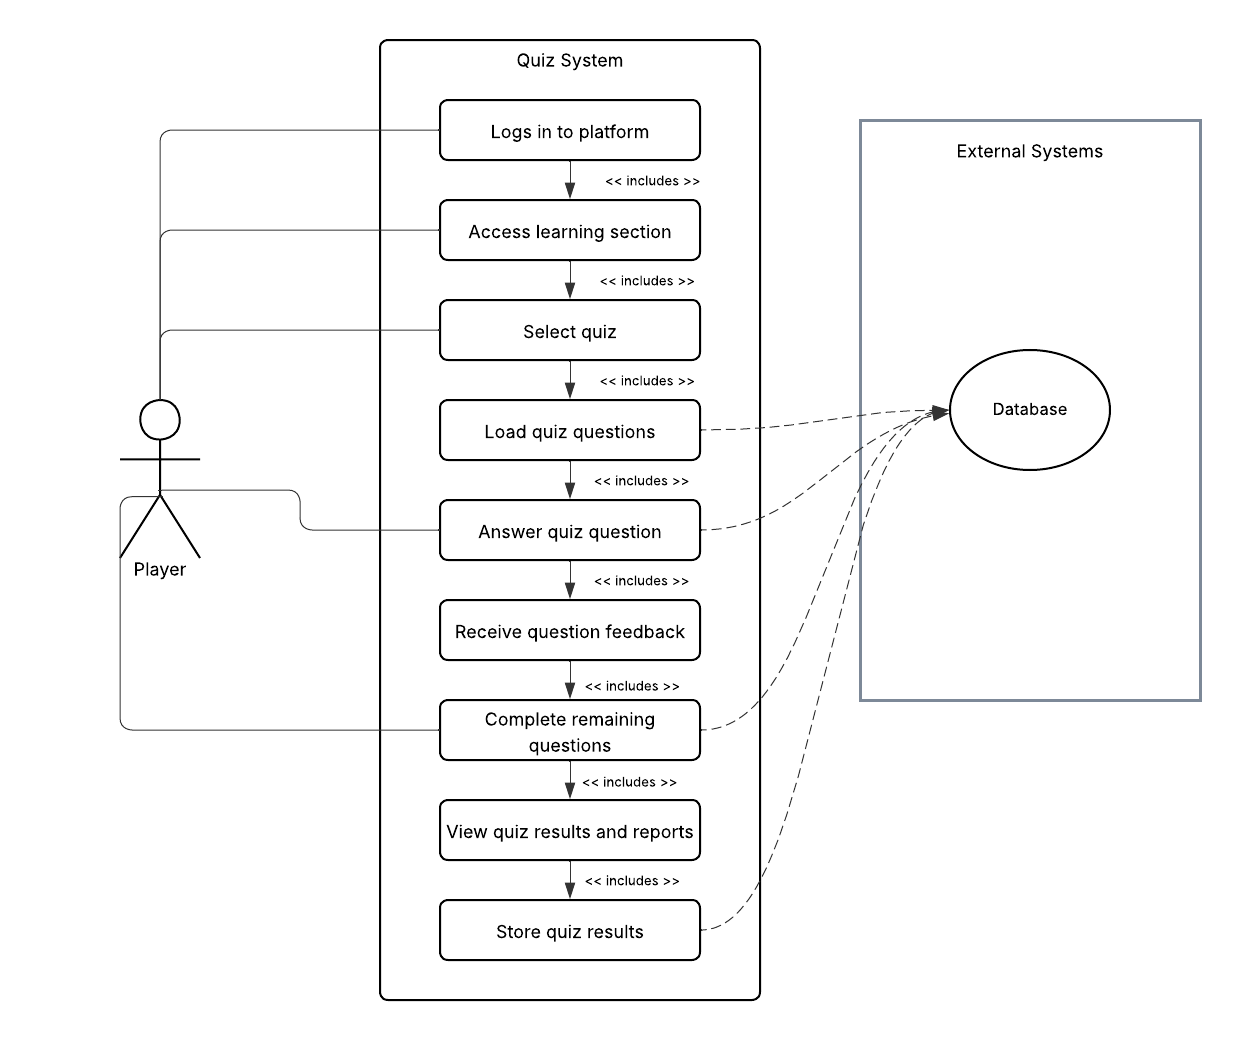 Quiz System
Logs in to platform
<< includes >>
Access learning section
<< includes >>
Select quiz
<< includes >>
Load quiz questions
<< includes >>
Answer quiz question
<< includes >>
Receive question feedback
<< includes >>
Complete remaining
questions
<< includes >>
View quiz results and reports
<< includes >>
Store quiz results
Player
External Systems
Database